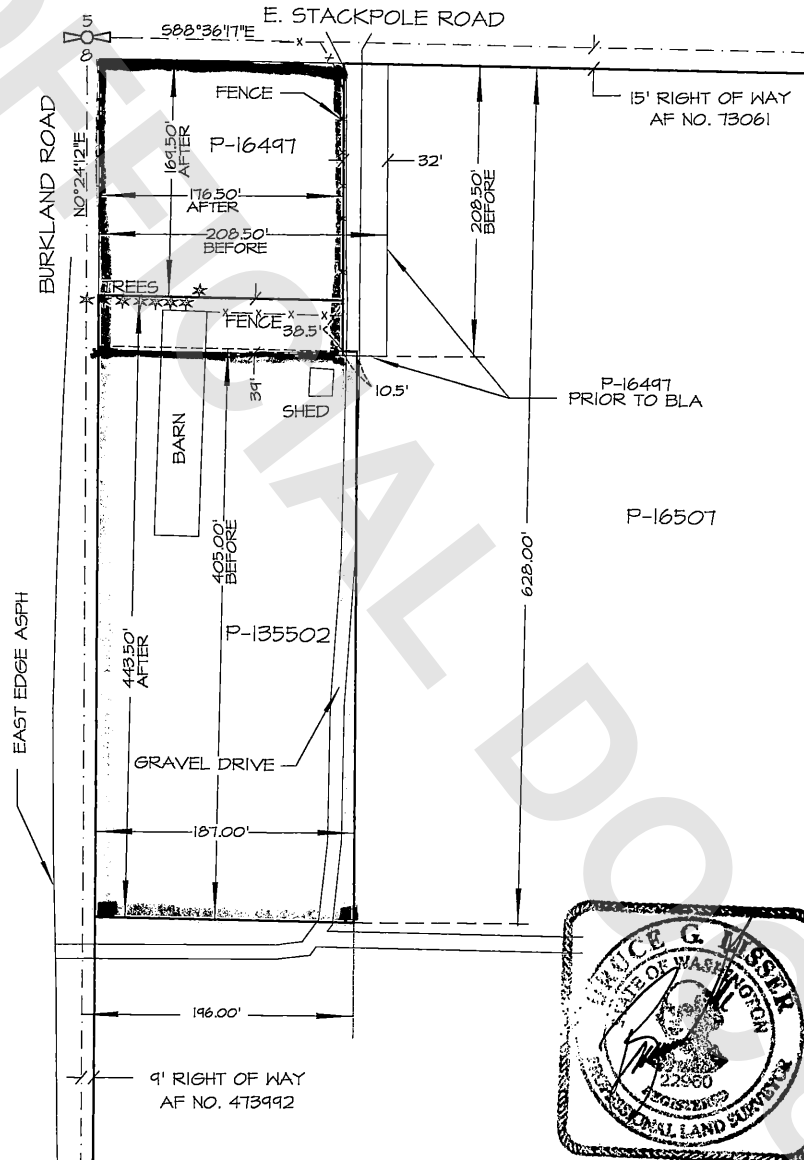 E. STACKPOLE ROAD
5
8
S88°36'17"E
x
FENCE
15' RIGHT OF WAY
AF NO. 73061
BURKLAND ROAD
N0°24'12"E
P-16497
169.50'
AFTER
32'
176.50'
AFTER
208.50'
BEFORE
208.50'
BEFORE
TREES
FENCE
38.5'
39'
10.5'
SHED
P-16497
PRIOR TO BLA
BARN
P-16507
405.00'
BEFORE
628.00'
P-135502
443.50'
AFTER
EAST EDGE ASPH
GRAVEL DRIVE
187.00'
196.00'
9' RIGHT OF WAY
AF NO. 473992
BRUCE G. LISSER
STATE OF WASHINGTON
22960
REGISTERED
PROFESSIONAL LAND SURVEYOR